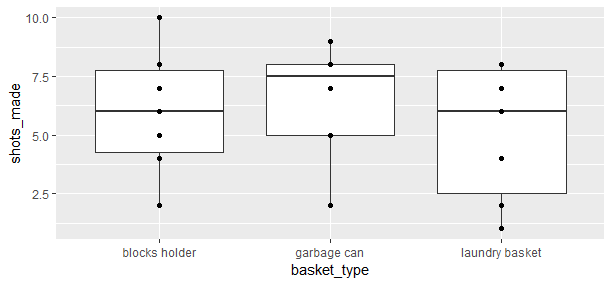 10.0
7.5
5.0
2.5
shots_made
blocks holder
garbage can
laundry basket
basket_type